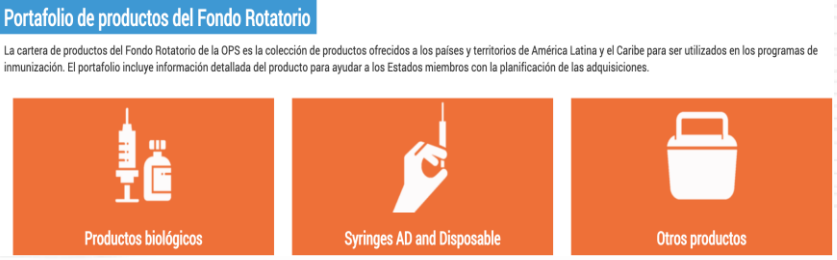 Portafolio de productos del Fondo Rotatorio
La cartera de productos del Fondo Rotatorio de la OPS es la colección de productos ofrecidos a los países y territorios de América Latina y el Caribe para ser utilizados en los programas de
inmunización. El portafolio incluye información detallada del producto para ayudar a los Estados miembros con la planificación de las adquisiciones.
Productos biológicos
Syringes AD and Disposable
Otros productos